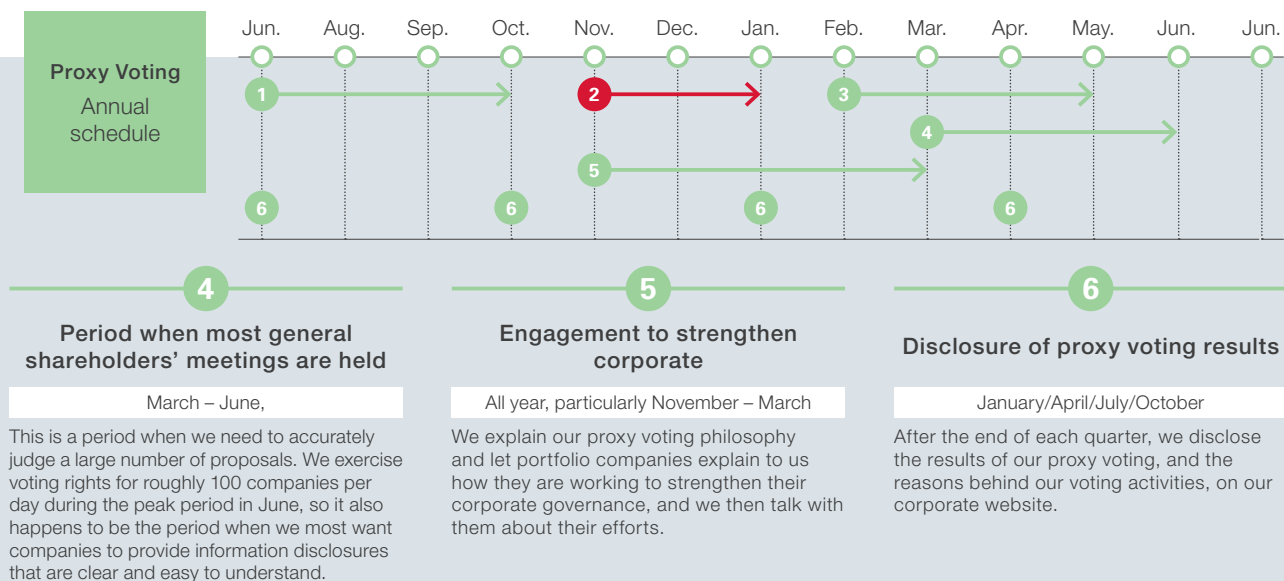 Proxy Voting
Annual
schedule
Jun. Aug. Sep. Oct. Nov. Dec. Jan. Feb. Mar. Apr. May. Jun. Jun.
1 2 3
4
5
6 6 6 6
4
Period when most general
shareholders’ meetings are held
March – June,
This is a period when we need to accurately
judge a large number of proposals. We exercise
voting rights for roughly 100 companies per
day during the peak period in June, so it also
happens to be the period when we most want
companies to provide information disclosures
that are clear and easy to understand.
5
Engagement to strengthen
corporate
All year, particularly November – March
We explain our proxy voting philosophy
and let portfolio companies explain to us
how they are working to strengthen their
corporate governance, and we then talk with
them about their efforts.
6
Disclosure of proxy voting results
January/April/July/October
After the end of each quarter, we disclose
the results of our proxy voting, and the
reasons behind our voting activities, on our
corporate website.